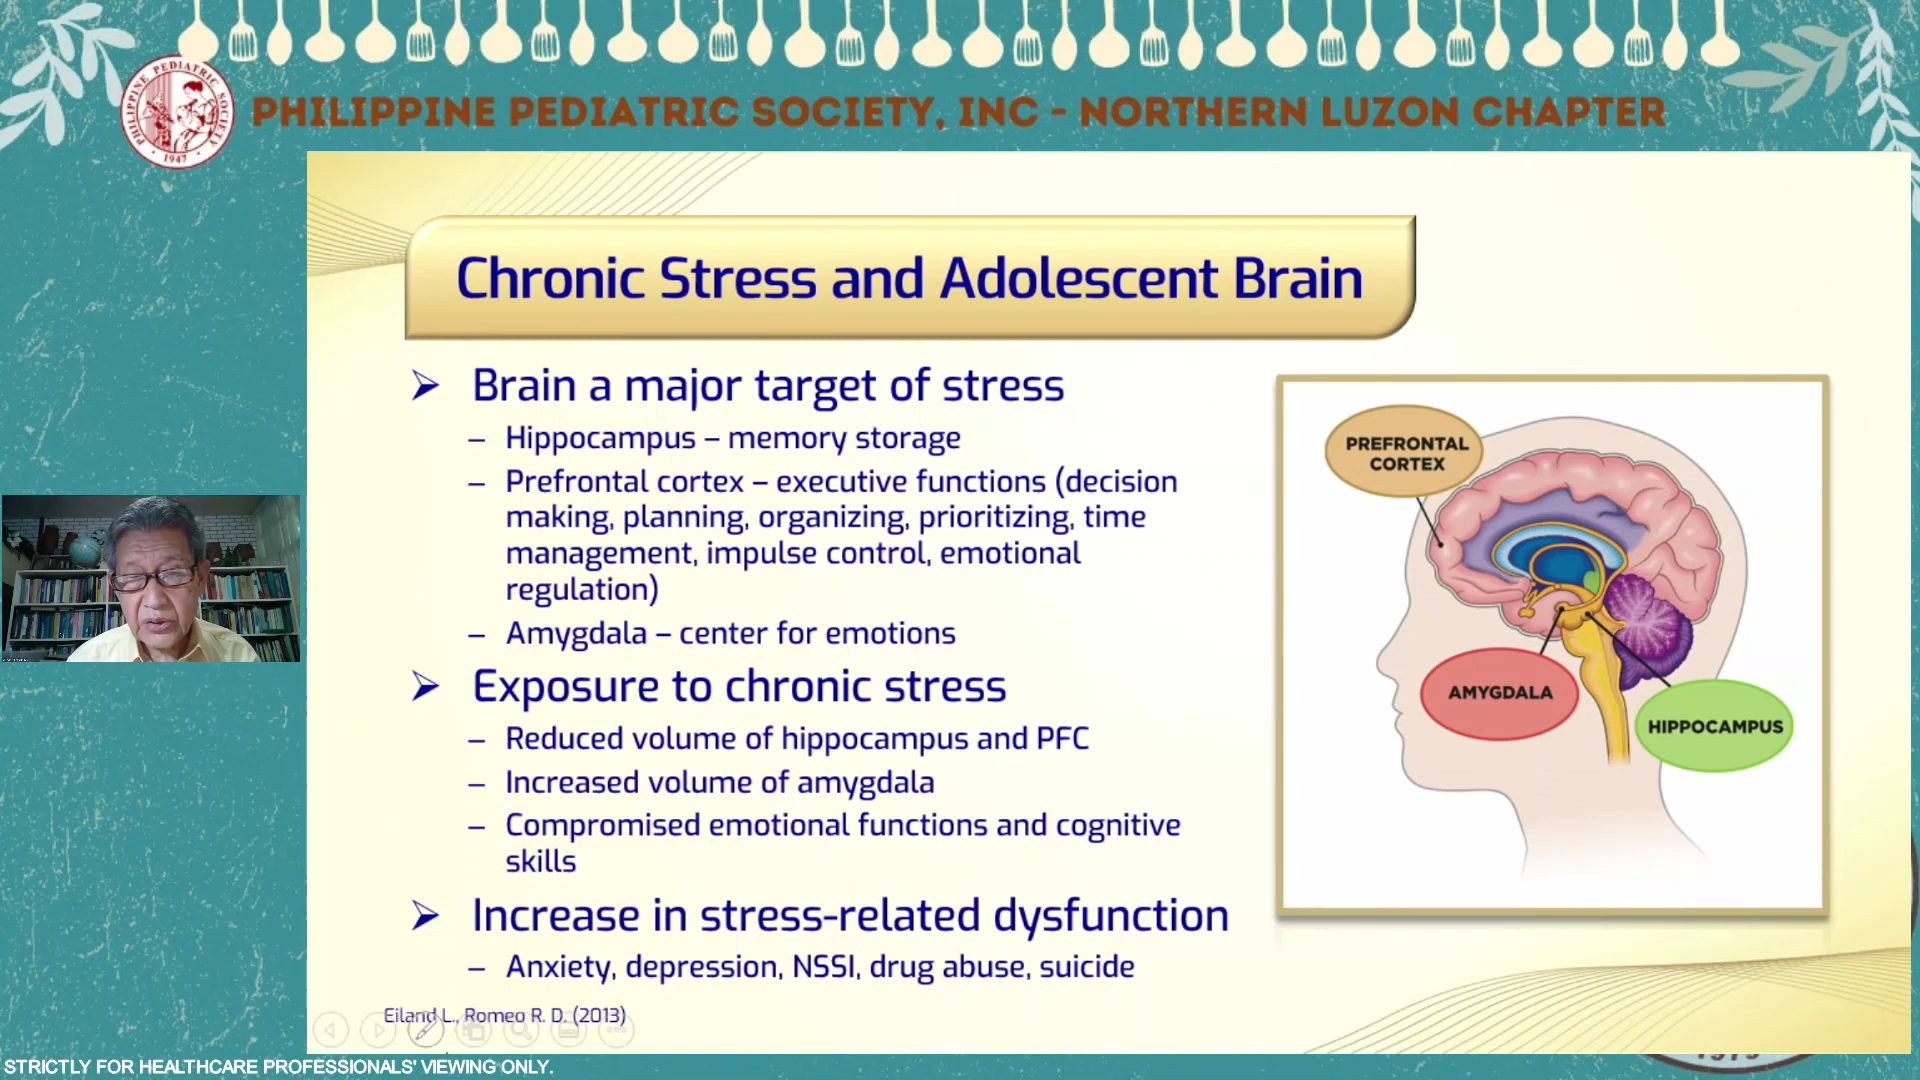 PHILIPPINE PEDIATRIC SOCIETY
1947
PHILIPPINE PEDIATRIC SOCIETY, INC - NORTHERN LUZON CHAPTER
Chronic Stress and Adolescent Brain
➢ Brain a major target of stress
– Hippocampus – memory storage
– Prefrontal cortex – executive functions (decision
making, planning, organizing, prioritizing, time
management, impulse control, emotional
regulation)
– Amygdala – center for emotions
➢ Exposure to chronic stress
– Reduced volume of hippocampus and PFC
– Increased volume of amygdala
– Compromised emotional functions and cognitive
skills
➢ Increase in stress-related dysfunction
– Anxiety, depression, NSSI, drug abuse, suicide
Eiland L., Romeo R. D. (2013)
PREFRONTAL
CORTEX
AMYGDALA
HIPPOCAMPUS
STRICTLY FOR HEALTHCARE PROFESSIONALS' VIEWING ONLY.